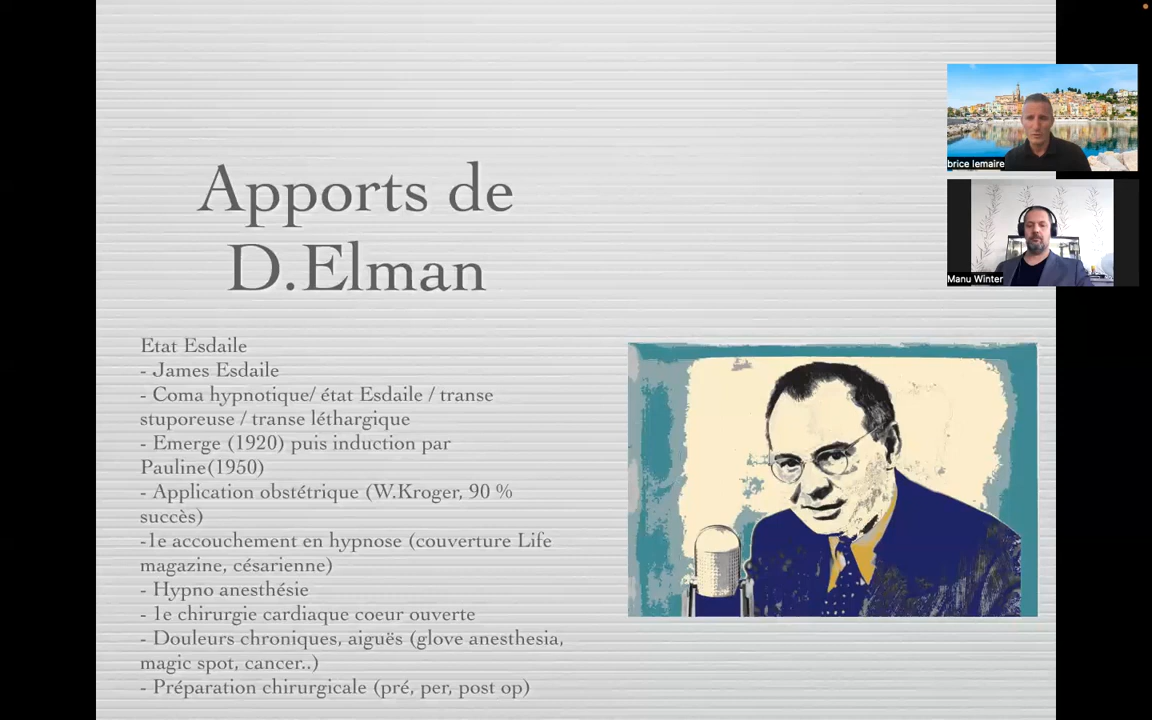 Apports de
D.Elman
Etat Esdaile
- James Esdaile
- Coma hypnotique/ état Esdaile / transe
stuporeuse / transe léthargique
- Emerge (1920) puis induction par
Pauline(1950)
- Application obstétrique (W.Kroger, 90 %
succès)
-1e accouchement en hypnose (couverture Life
magazine, césarienne)
- Hypno anesthésie
- 1e chirurgie cardiaque coeur ouverte
- Douleurs chroniques, aiguës (glove anesthesia,
magic spot, cancer..)
- Préparation chirurgicale (pré, per, post op)
brice lemaire
Manu Winter